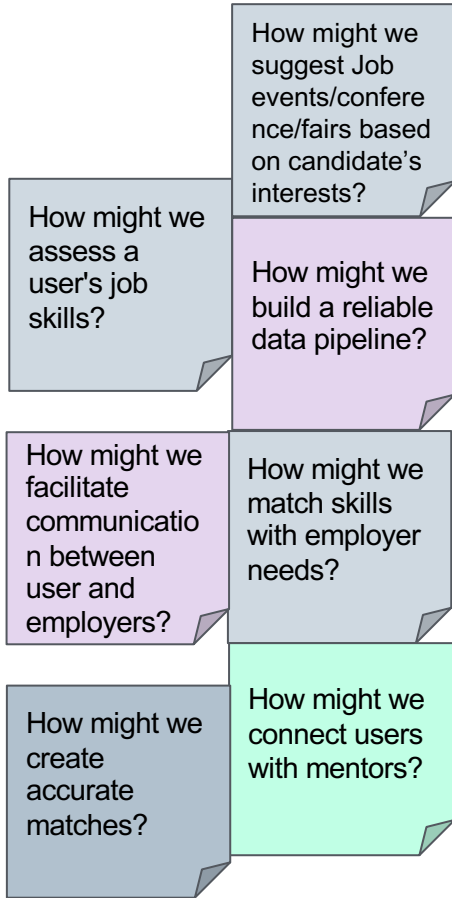 How might we
suggest Job
events/confere
nce/fairs based
on candidate’s
interests?
How might we
assess a
user's job
skills?
How might we
build a reliable
data pipeline?
How might we
facilitate
communicatio
n between
user and
employers?
How might we
match skills
with employer
needs?
How might we
create
accurate
matches?
How might we
connect users
with mentors?